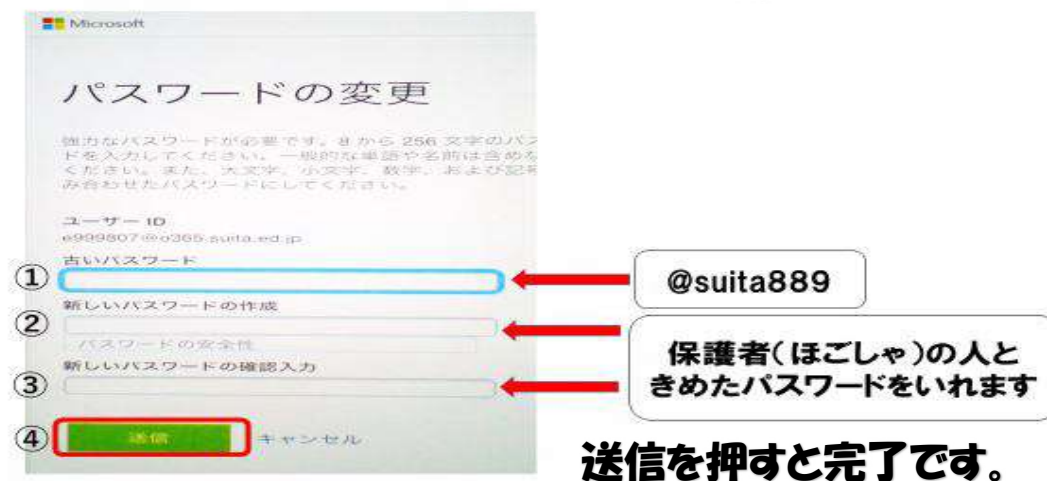 Microsoft
パスワードの変更
強力なパスワードが必要です。8 から 256 文字のパス
ドを入力してください。一般的な単語や名前は含めな
ください。また、大文字、小文字、数字、および記号
み合わせたパスワードにしてください。
ユーザー ID
e999807@o365.suita.ed.jp
古いパスワード
① @suita889
新しいパスワードの作成
②
パスワードの安全性
保護者(ほごしゃ)の人と
きめたパスワードをいれます
新しいパスワードの確認入力
③
④ 送信 キャンセル
送信を押すと完了です。